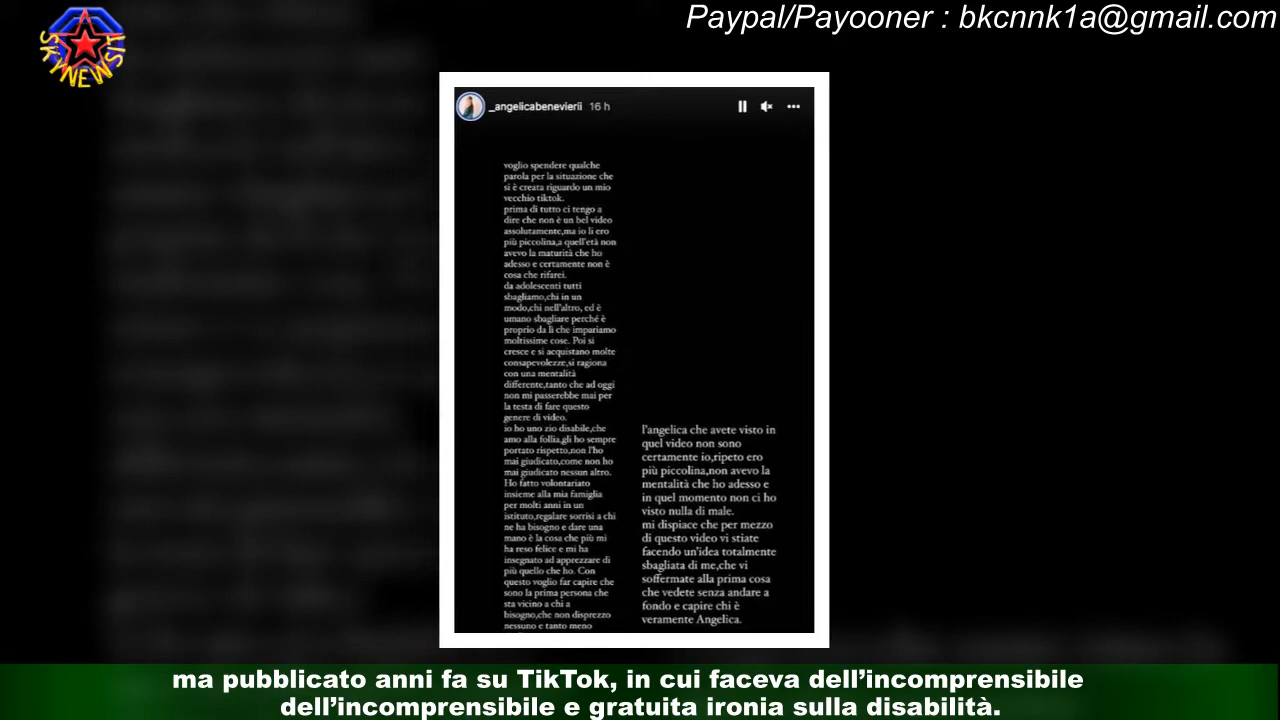 Paypal/Payooner : bkcnnk1a@gmail.com
SKYNEWS LIST
_angelicabenevierii 16 h
voglio spendere qualche
parola per la situazione che
si è creata riguardo un mio
vecchio tiktok.
prima di tutto ci tengo a
dire che non è un bel video
assolutamente,ma io lì ero
più piccolina,a quell'età non
avevo la maturità che ho
adesso e certamente non è
cosa che rifarei.
da adolescenti tutti
sbagliamo,chi in un
modo,chi nell'altro, ed è
umano sbagliare perché è
proprio da lì che impariamo
moltissime cose. Poi si
cresce e si acquistano molte
consapevolezze,si ragiona
con una mentalità
differente,tanto che ad oggi
non mi passerebbe mai per
la testa di fare questo
genere di video.
io ho uno zio disabile,che
amo alla follia,gli ho sempre
portato rispetto,non l'ho
mai giudicato,come non ho
mai giudicato nessun altro.
Ho fatto volontariato
insieme alla mia famiglia
per molti anni in un
istituto,regalare sorrisi a chi
ne ha bisogno e dare una
mano è la cosa che più mi
ha reso felice e mi ha
insegnato ad apprezzare di
più quello che ho. Con
questo voglio far capire che
sono la prima persona che
sta vicino a chi a
bisogno,che non disprezzo
nessuno e tanto meno
l'angelica che avete visto in
quel video non sono
certamente io,ripeto ero
più piccolina,non avevo la
mentalità che ho adesso e
in quel momento non ci ho
visto nulla di male.
mi dispiace che per mezzo
di questo video vi stiate
facendo un'idea totalmente
sbagliata di me,che vi
soffermate alla prima cosa
che vedete senza andare a
fondo e capire chi è
veramente Angelica.
ma pubblicato anni fa su TikTok, in cui faceva dell’incomprensibile
dell’incomprensibile e gratuita ironia sulla disabilità.